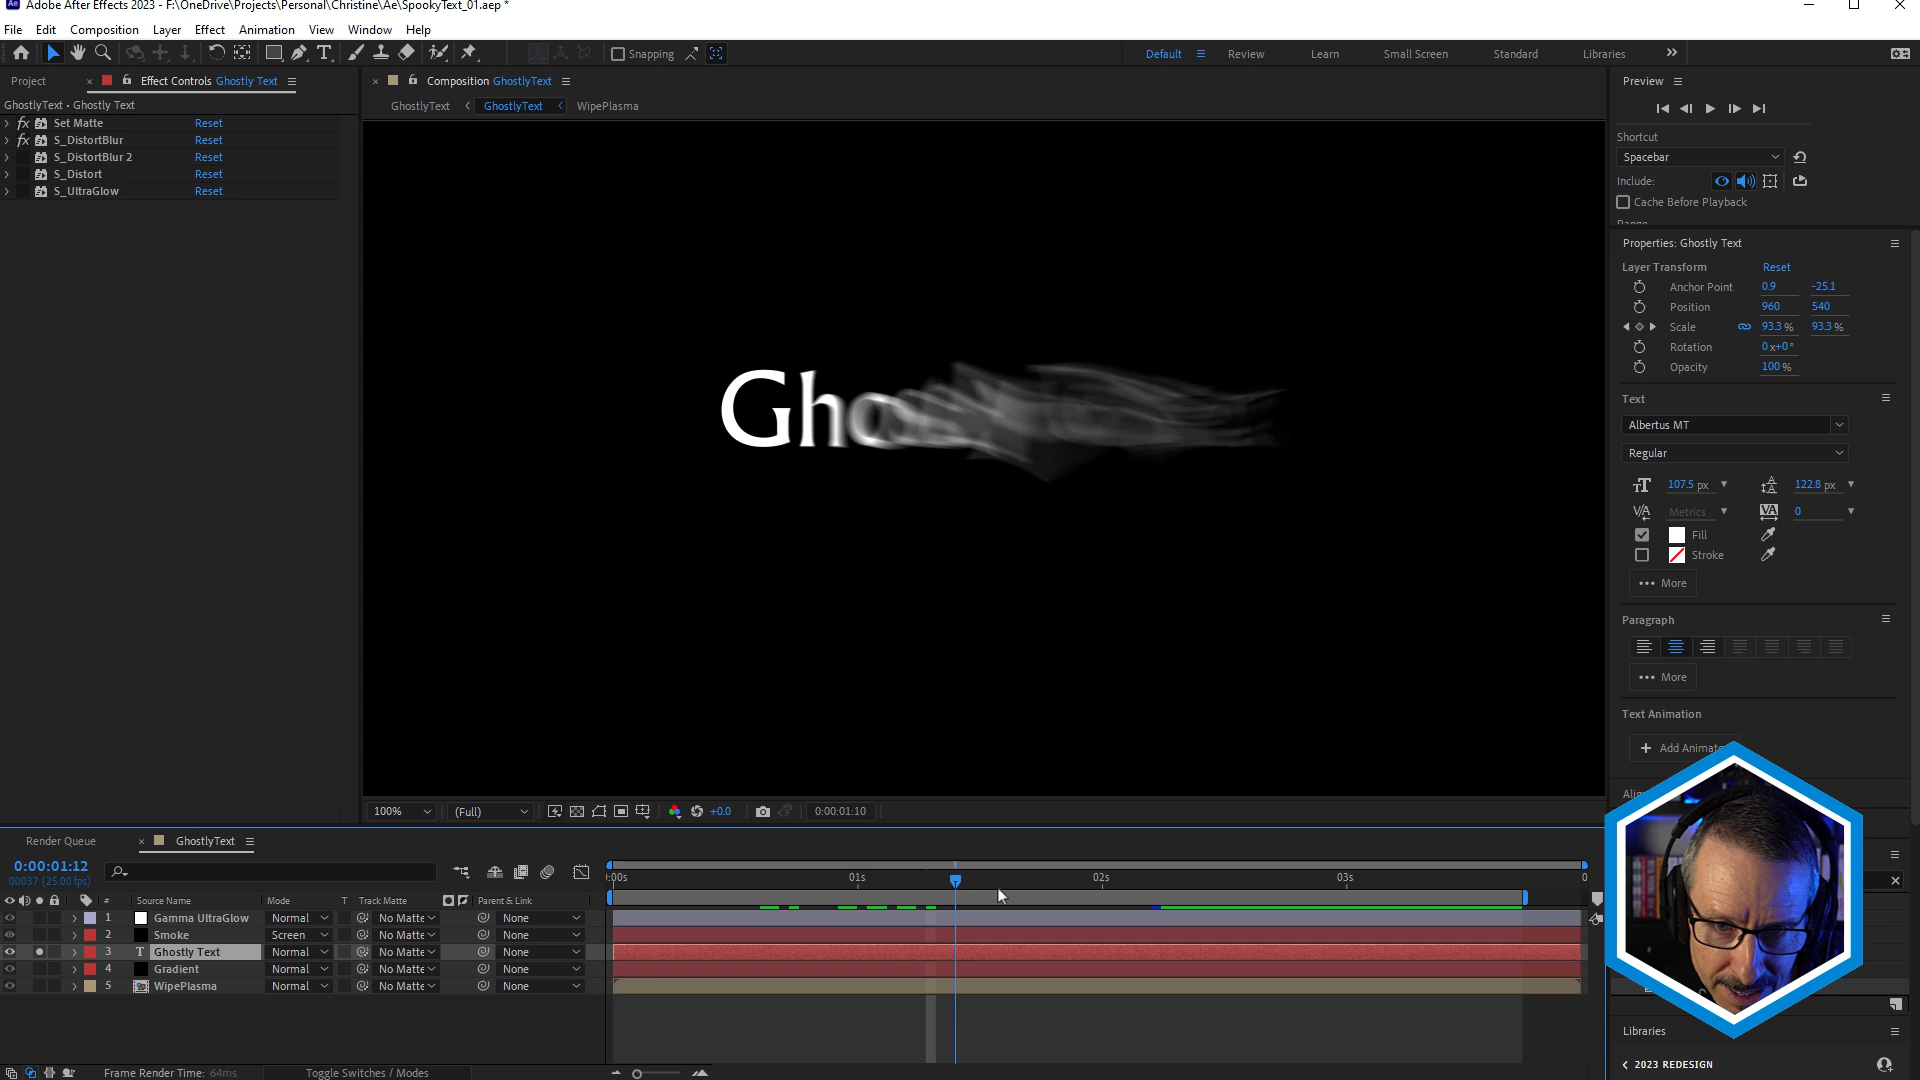 Adobe After Effects 2023 - F:\OneDrive\Projects\Personal\Christine\Ae\SpookyText_01.aep *
File Edit Composition Layer Effect Animation View Window Help
Snapping
Default Review Learn Small Screen Standard Libraries
Project Effect Controls Ghostly Text
GhostlyText • Ghostly Text
fx Set Matte Reset
fx S_DistortBlur Reset
S_DistortBlur 2 Reset
S_Distort Reset
S_UltraGlow Reset
Composition GhostlyText
GhostlyText GhostlyText WipePlasma
Gho
100% (Full) +0.0 0:00:01:10
Preview
Shortcut
Spacebar
Include:
Cache Before Playback
Range
Properties: Ghostly Text
Layer Transform Reset
Anchor Point 0.9 -25.1
Position 960 540
Scale 93.3 % 93.3 %
Rotation 0 x+0 °
Opacity 100 %
Text
Albertus MT
Regular
107.5 px 122.8 px
Metrics 0
Fill
Stroke
More
Paragraph
More
Text Animation
Add Animate
Libraries
2023 REDESIGN
Render Queue GhostlyText
0:00:01:12
00037 (25.00 fps)
:00s 01s 02s 03s 0
# Source Name Mode T Track Matte Parent & Link
1 Gamma UltraGlow Normal No Matte None
2 Smoke Screen No Matte None
3 T Ghostly Text Normal No Matte None
4 Gradient Normal No Matte None
5 WipePlasma Normal No Matte None
Frame Render Time: 64ms Toggle Switches / Modes